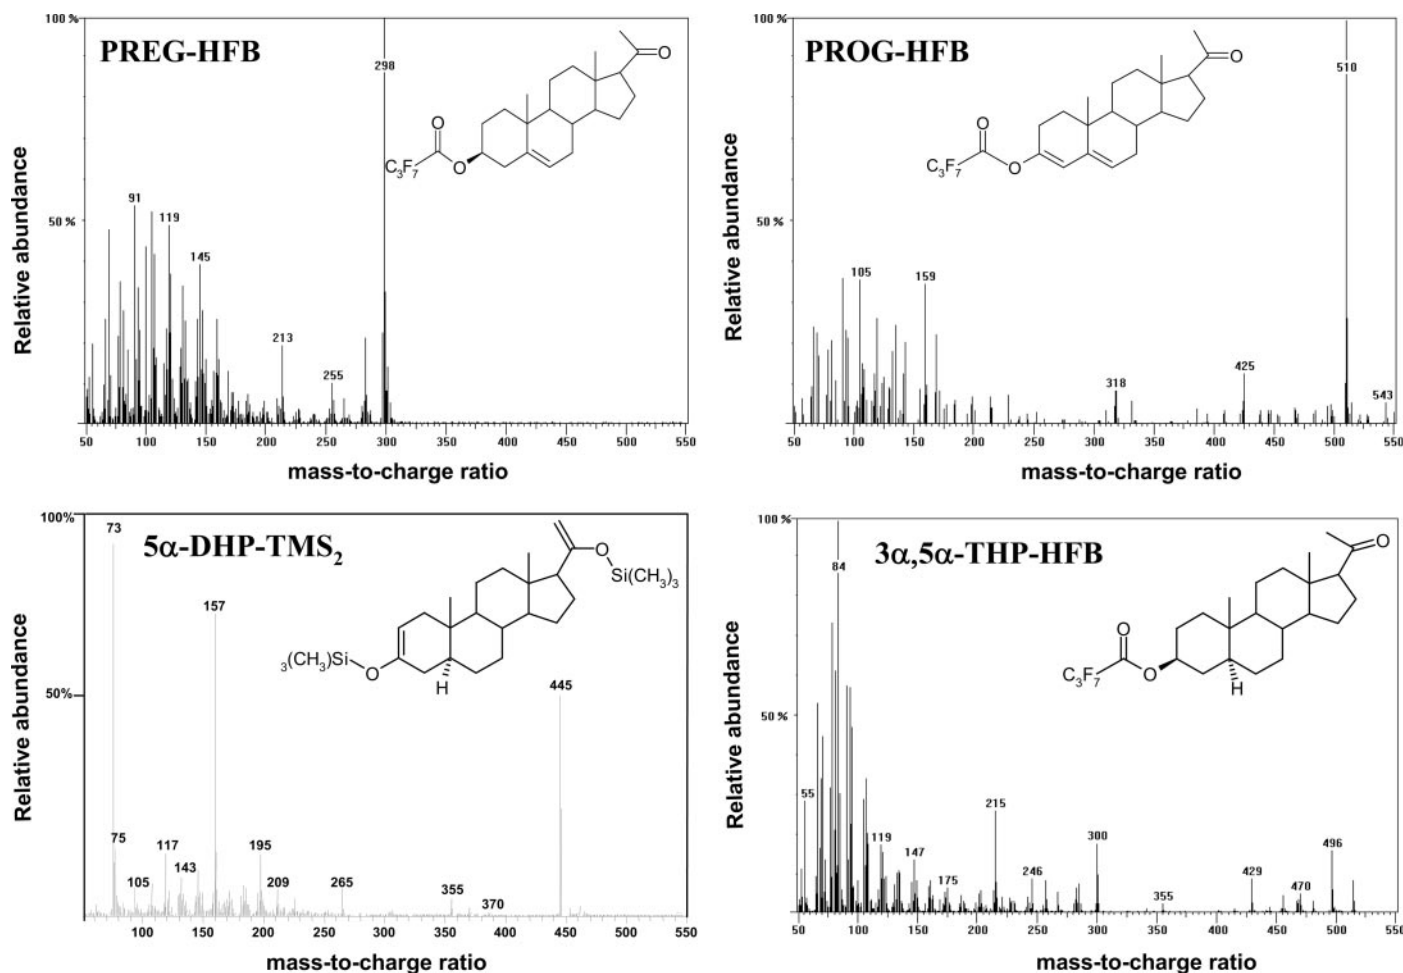 100 %
PREG-HFB
298
O
O
C₃F₇
O
91
119
50 %
145
213
255
Relative abundance
50 100 150 200 250 300 350 400 450 500 550
mass-to-charge ratio
100 %
PROG-HFB
510
O
O
C₃F₇
O
50 %
105
159
318
425
543
Relative abundance
50 100 150 200 250 300 350 400 450 500 550
mass-to-charge ratio
100%
73
5α-DHP-TMS₂
O
Si(CH₃)₃
157
₃(CH₃)Si
O
H
445
50%
75
117
195
105
143
209
265
355
370
Relative abundance
100 150 200 250 300 350 400 450 500 550
mass-to-charge ratio
100 %
3α,5α-THP-HFB
84
O
O
C₃F₇
O
H
50 %
55
215
119
147
300
496
175
246
429
470
355
Relative abundance
50 100 150 200 250 300 350 400 450 500 550
mass-to-charge ratio